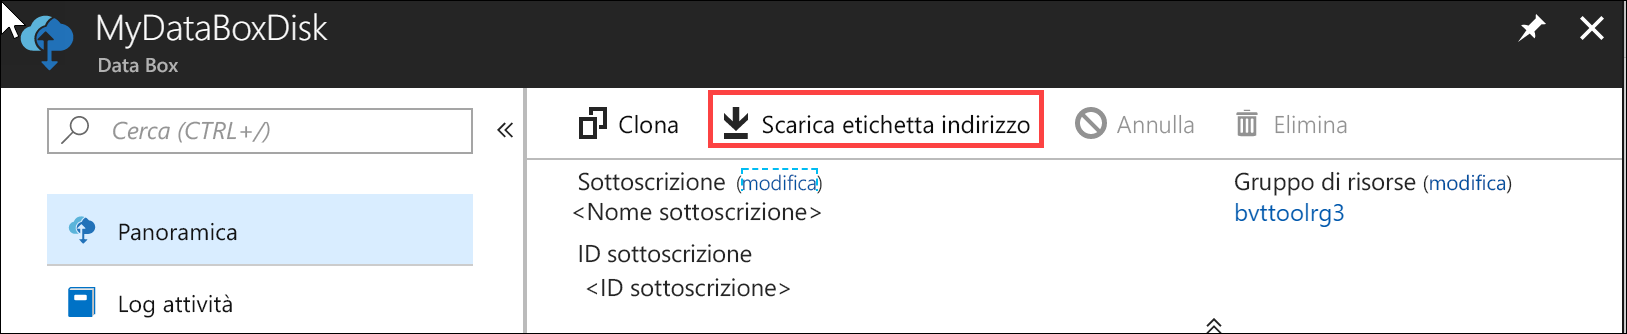 MyDataBoxDisk
Data Box
Cerca (CTRL+/)
Panoramica
Log attività
Clona Scarica etichetta indirizzo Annulla Elimina
Sottoscrizione (modifica)
<Nome sottoscrizione>
ID sottoscrizione
<ID sottoscrizione>
Gruppo di risorse (modifica)
bvttoolrg3